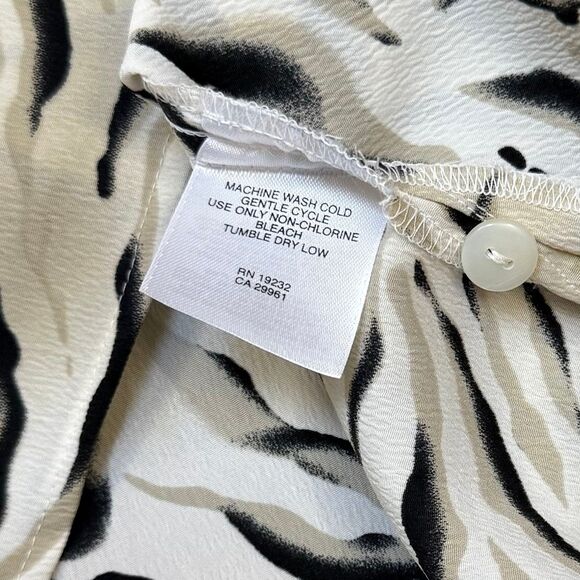 MACHINE WASH COLD
GENTLE CYCLE
USE ONLY NON-CHLORINE
BLEACH
TUMBLE DRY LOW
RN 19232
CA 29961